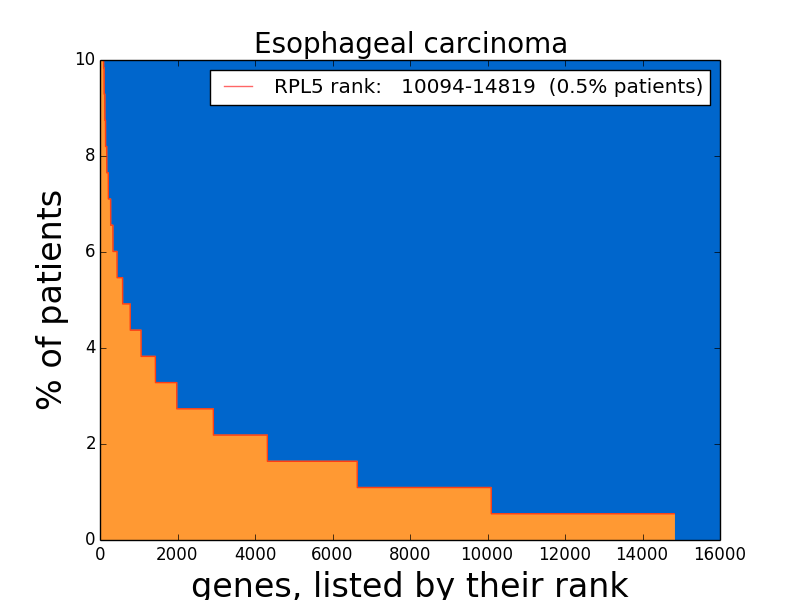 Esophageal carcinoma
RPL5 rank: 10094-14819 (0.5% patients)
% of patients
10
8
6
4
2
0
0 2000 4000 6000 8000 10000 12000 14000 16000
genes, listed by their rank